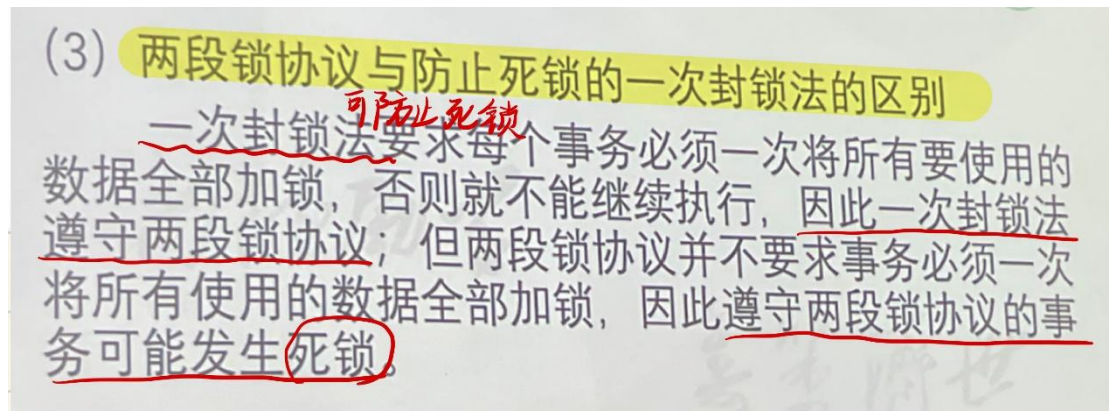 (3) 两段锁协议与防止死锁的一次封锁法的区别
可防止死锁
一次封锁法要求每个事务必须一次将所有要使用的
数据全部加锁，否则就不能继续执行，因此一次封锁法
遵守两段锁协议；但两段锁协议并不要求事务必须一次
将所有使用的数据全部加锁，因此遵守两段锁协议的事
务可能发生死锁。